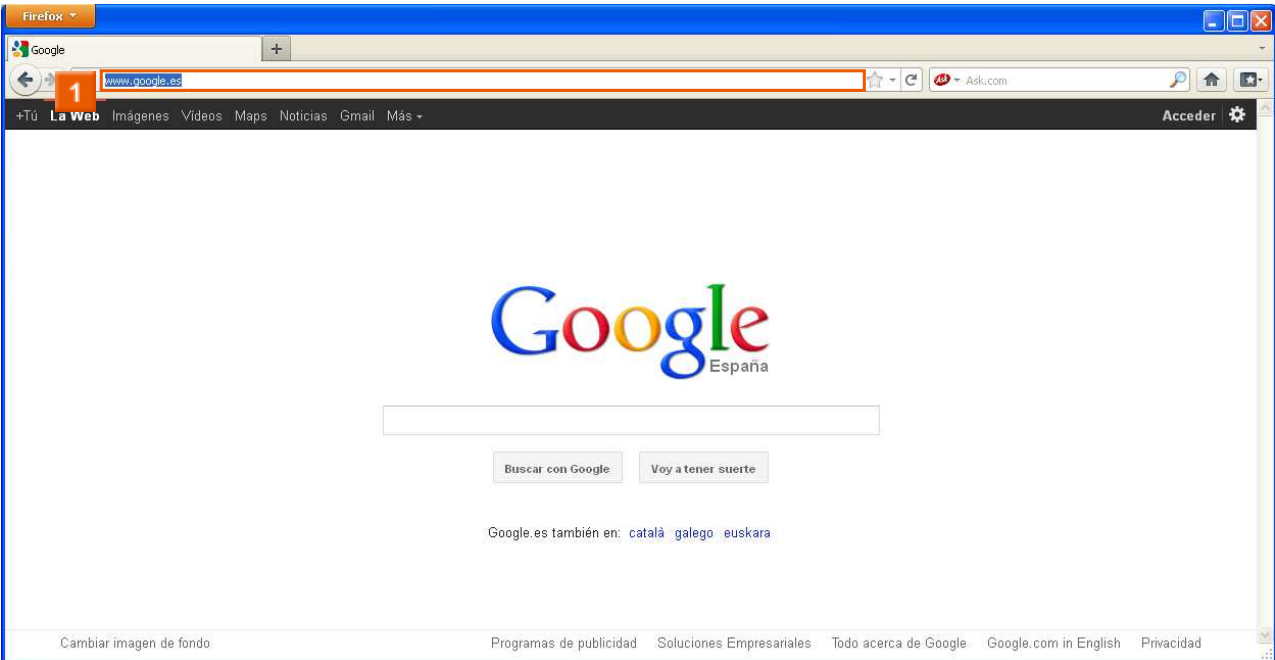 Firefox
Google
1
www.google.es
Ask Ask.com
+Tú La Web Imágenes Vídeos Maps Noticias Gmail Más
Acceder
Google
España
Buscar con Google Voy a tener suerte
Google.es también en: català galego euskara
Cambiar imagen de fondo Programas de publicidad Soluciones Empresariales Todo acerca de Google Google.com in English Privacidad